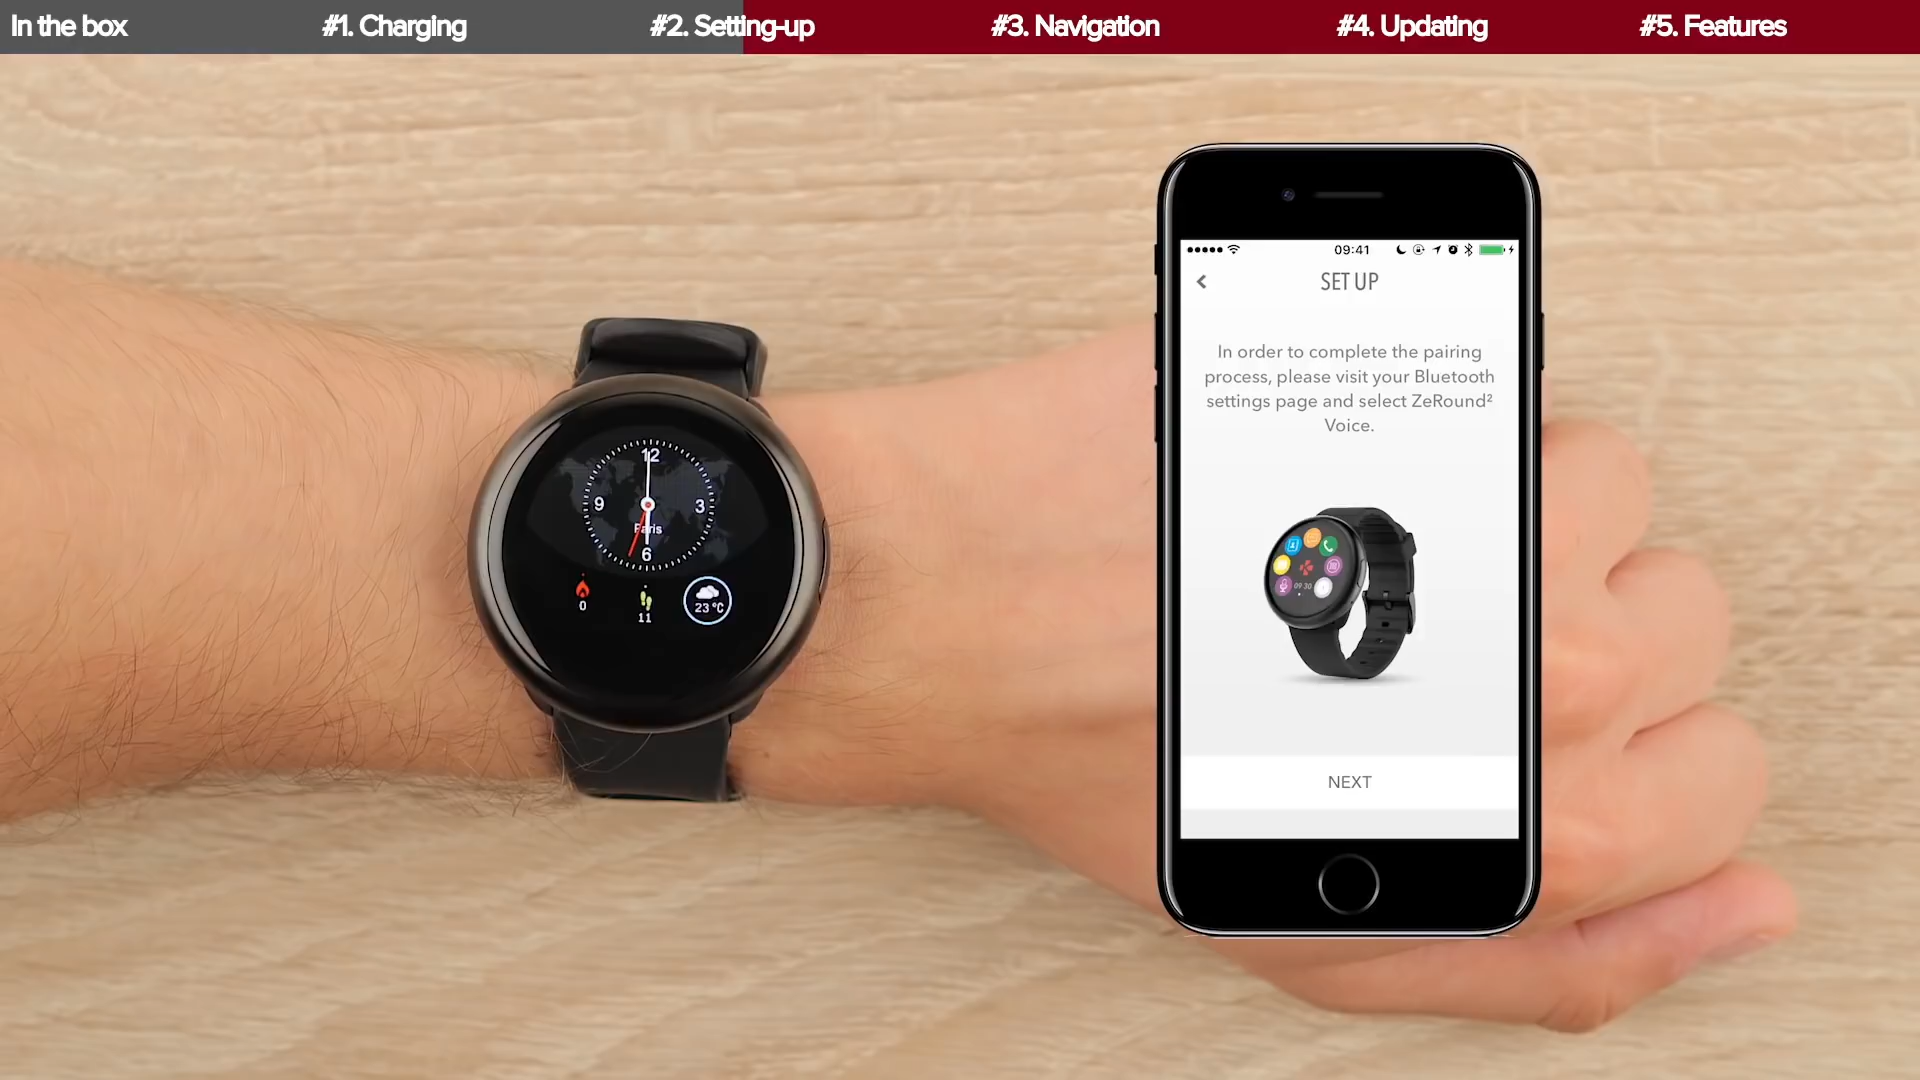 In the box
#1. Charging
#2. Setting-up
#3. Navigation
#4. Updating
#5. Features
09:41
SET UP
In order to complete the pairing
process, please visit your Bluetooth
settings page and select ZeRound²
Voice.
09:30
NEXT
12
9
3
Paris
6
0
11
23 °C